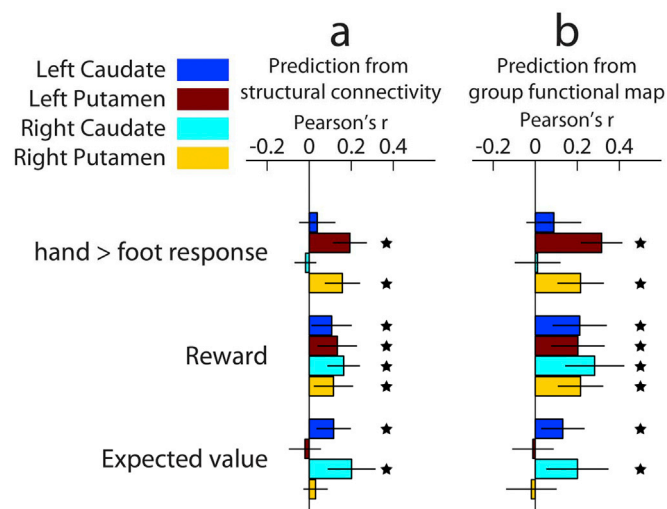 a b
Left Caudate
Left Putamen
Right Caudate
Right Putamen
Prediction from
structural connectivity
Pearson's r
-0.2 0 0.2 0.4
Prediction from
group functional map
Pearson's r
-0.2 0 0.2 0.4
hand > foot response
Reward
Expected value